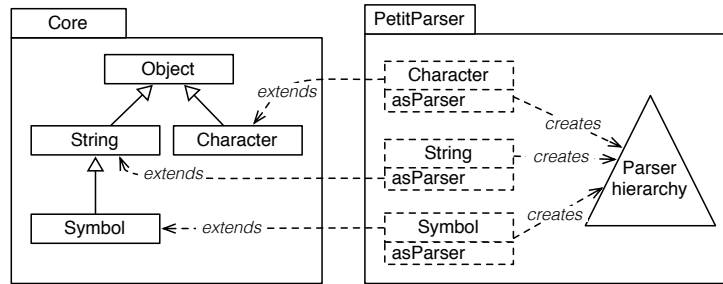 Core
PetitParser
Object
String
Character
Symbol
extends
extends
extends
Character
asParser
String
asParser
Symbol
asParser
creates
creates
creates
Parser
hierarchy